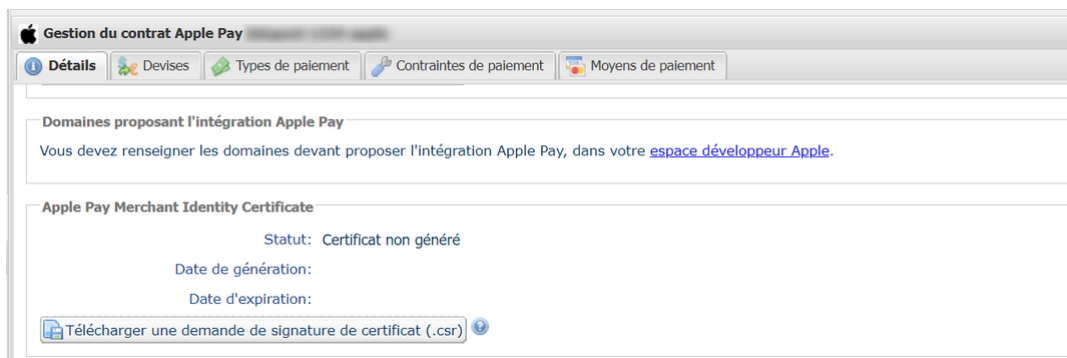 Gestion du contrat Apple Pay
Détails Devises Types de paiement Contraintes de paiement Moyens de paiement
Domaines proposant l'intégration Apple Pay
Vous devez renseigner les domaines devant proposer l'intégration Apple Pay, dans votre espace développeur Apple.
Apple Pay Merchant Identity Certificate
Statut: Certificat non généré
Date de génération:
Date d'expiration:
Télécharger une demande de signature de certificat (.csr)